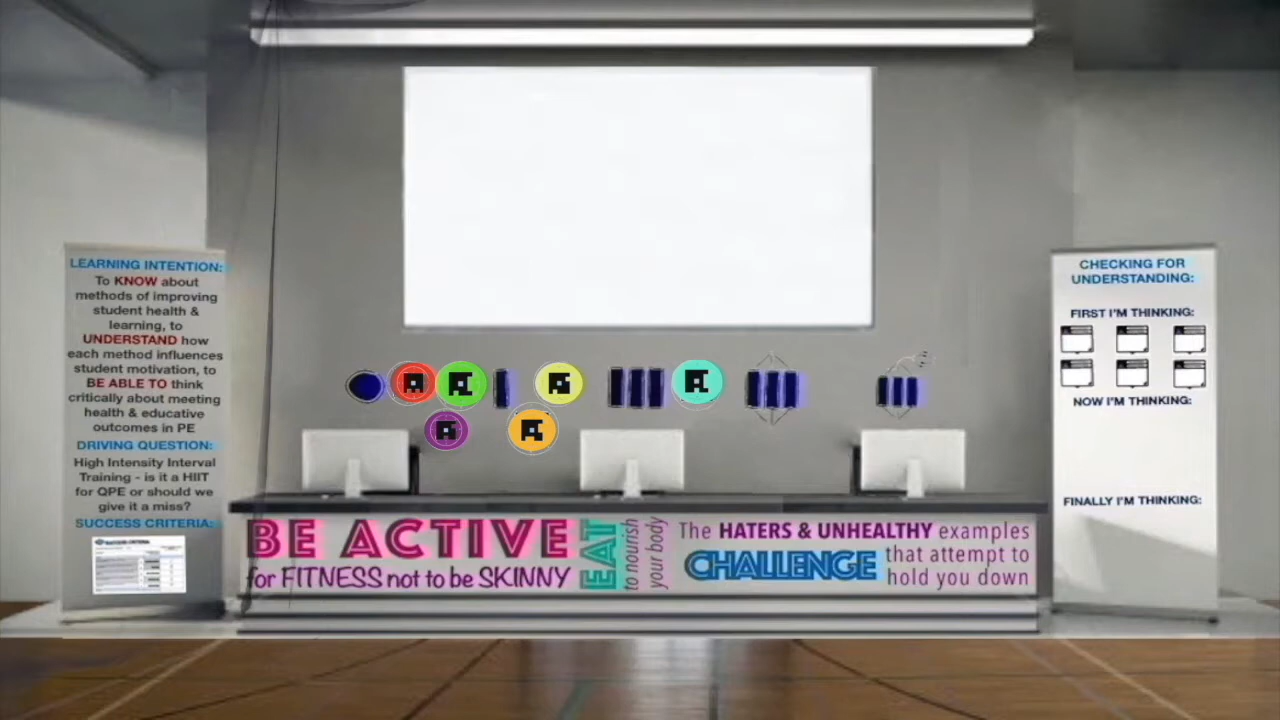 LEARNING INTENTION:
To KNOW about
methods of improving
student health &
learning, to
UNDERSTAND how
each method influences
student motivation, to
BE ABLE TO think
critically about meeting
health & educative
outcomes in PE
DRIVING QUESTION:
High Intensity Interval
Training - is it a HIIT
for QPE or should we
give it a miss?
SUCCESS CRITERIA:
BE ACTIVE
for FITNESS not to be SKINNY
EAT
to nourish
your body
The HATERS & UNHEALTHY examples
CHALLENGE that attempt to
hold you down
CHECKING FOR
UNDERSTANDING:
FIRST I'M THINKING:
NOW I'M THINKING:
FINALLY I'M THINKING: